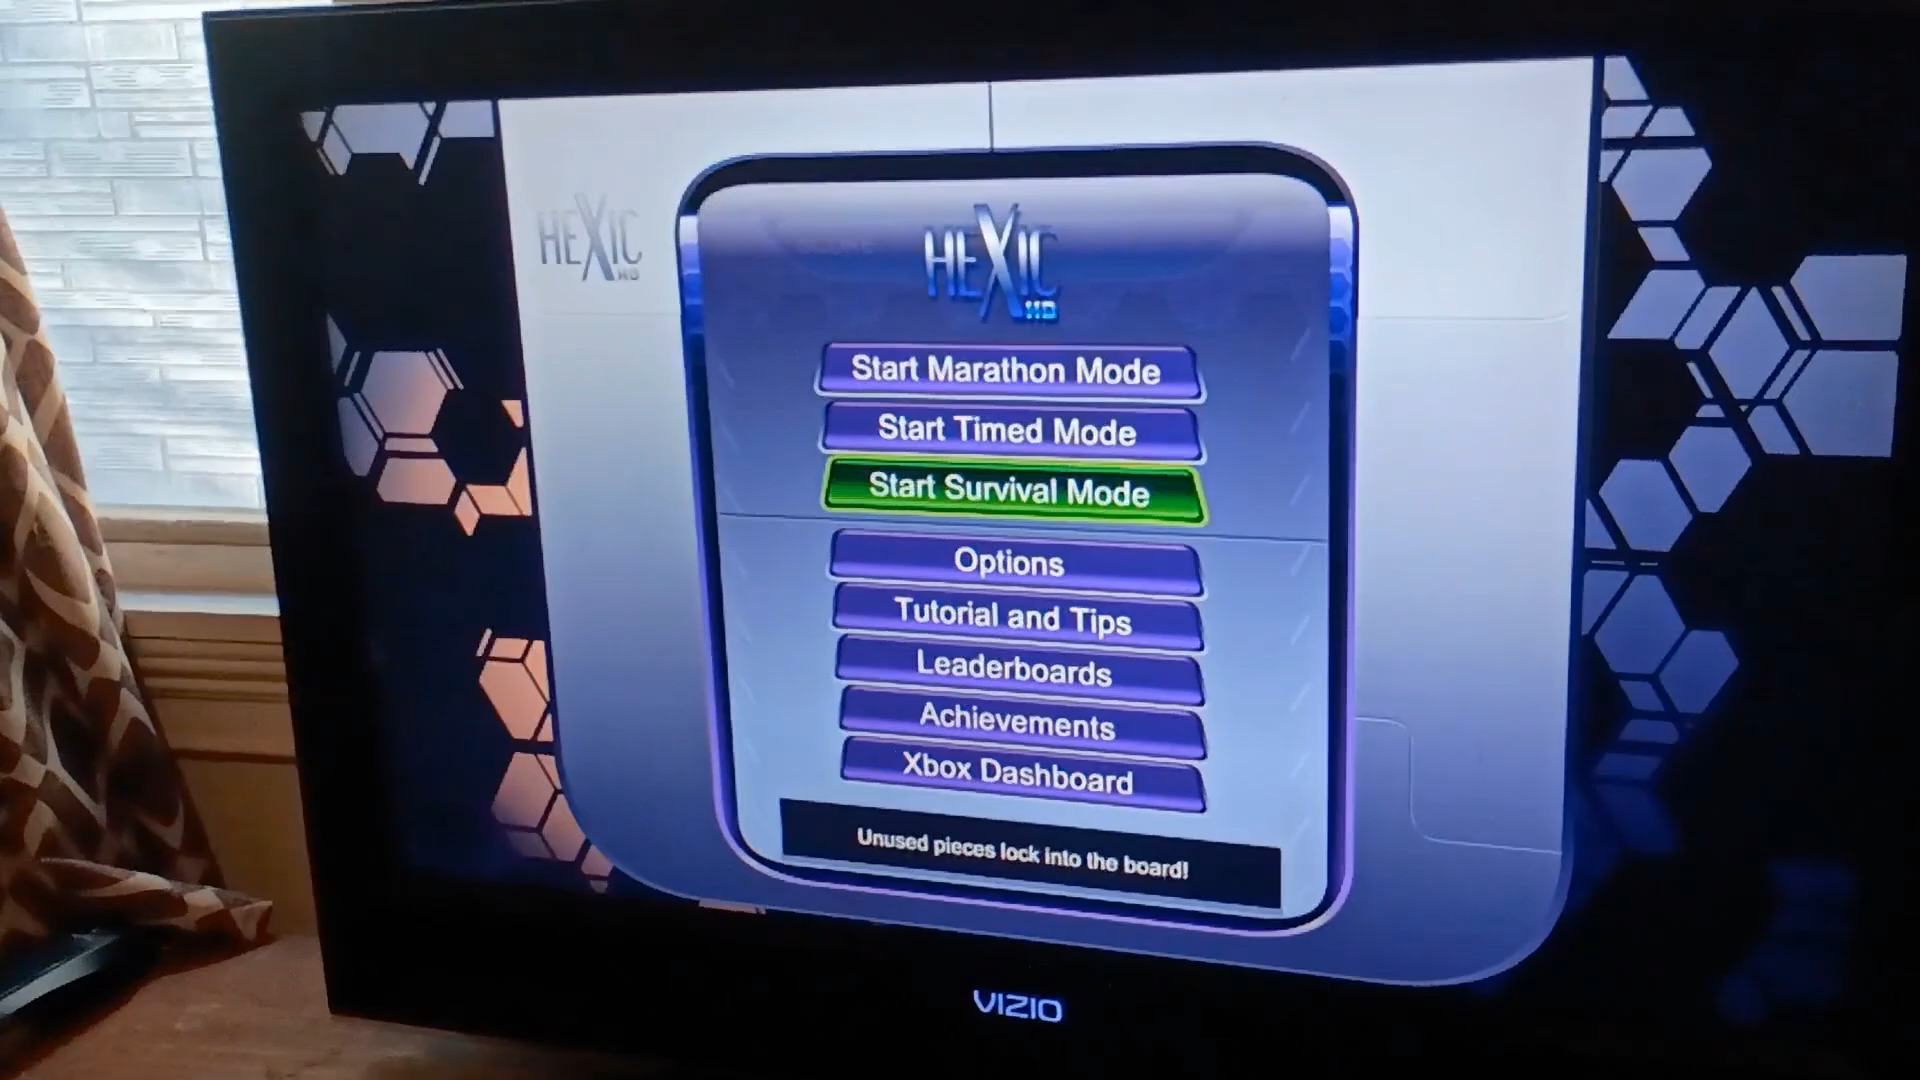 HEXIC
HD
HEXIC
HD
Start Marathon Mode
Start Timed Mode
Start Survival Mode
Options
Tutorial and Tips
Leaderboards
Achievements
Xbox Dashboard
Unused pieces lock into the board!
VIZIO